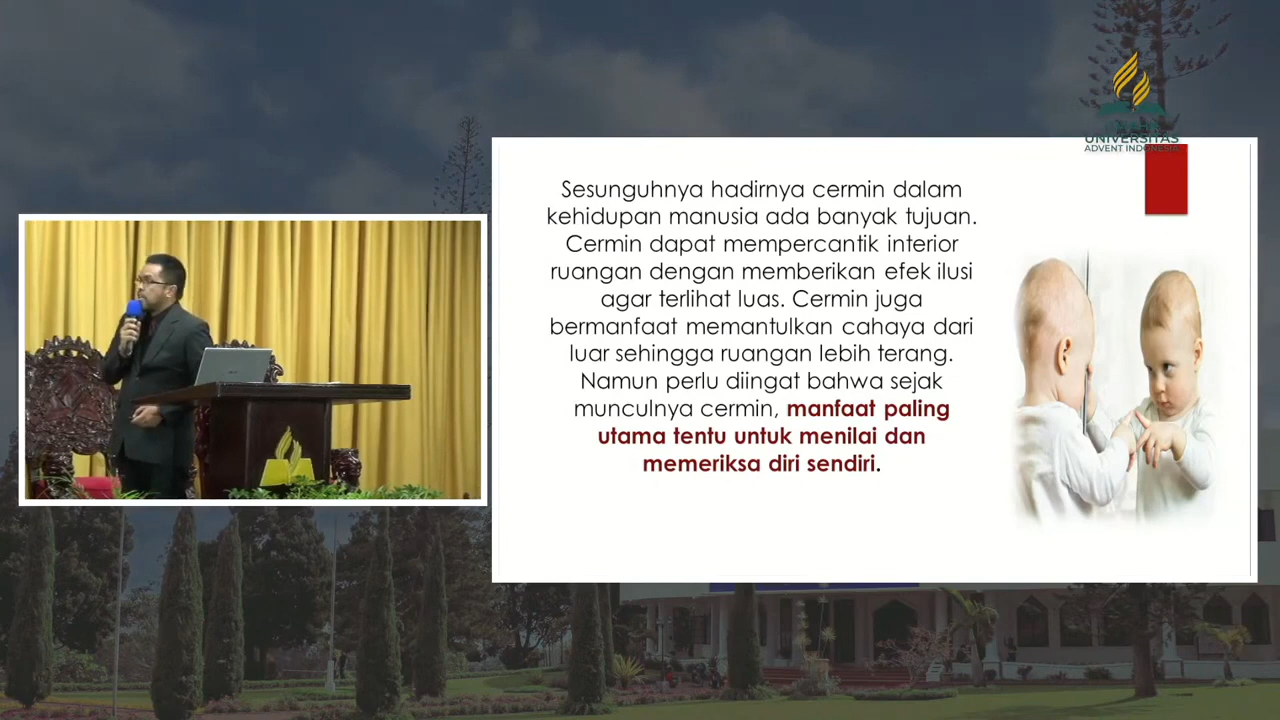 UNIVERSITAS
ADVENT INDONESIA
Sesunguhnya hadirnya cermin dalam
kehidupan manusia ada banyak tujuan.
Cermin dapat mempercantik interior
ruangan dengan memberikan efek ilusi
agar terlihat luas. Cermin juga
bermanfaat memantulkan cahaya dari
luar sehingga ruangan lebih terang.
Namun perlu diingat bahwa sejak
munculnya cermin, manfaat paling
utama tentu untuk menilai dan
memeriksa diri sendiri.